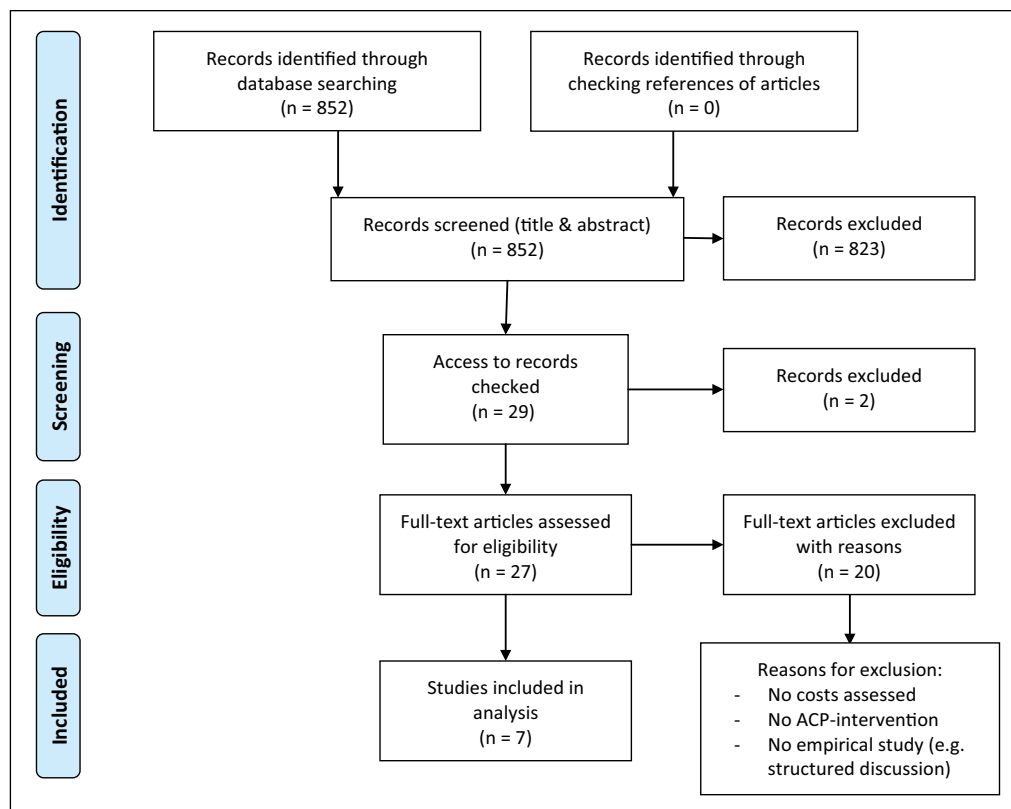 Identification
Records identified through
database searching
(n = 852)
Records identified through
checking references of articles
(n = 0)
Records screened (title & abstract)
(n = 852)
Records excluded
(n = 823)
Screening
Access to records
checked
(n = 29)
Records excluded
(n = 2)
Eligibility
Full-text articles assessed
for eligibility
(n = 27)
Full-text articles excluded
with reasons
(n = 20)
Included
Studies included in
analysis
(n = 7)
Reasons for exclusion:
- No costs assessed
- No ACP-intervention
- No empirical study (e.g.
structured discussion)